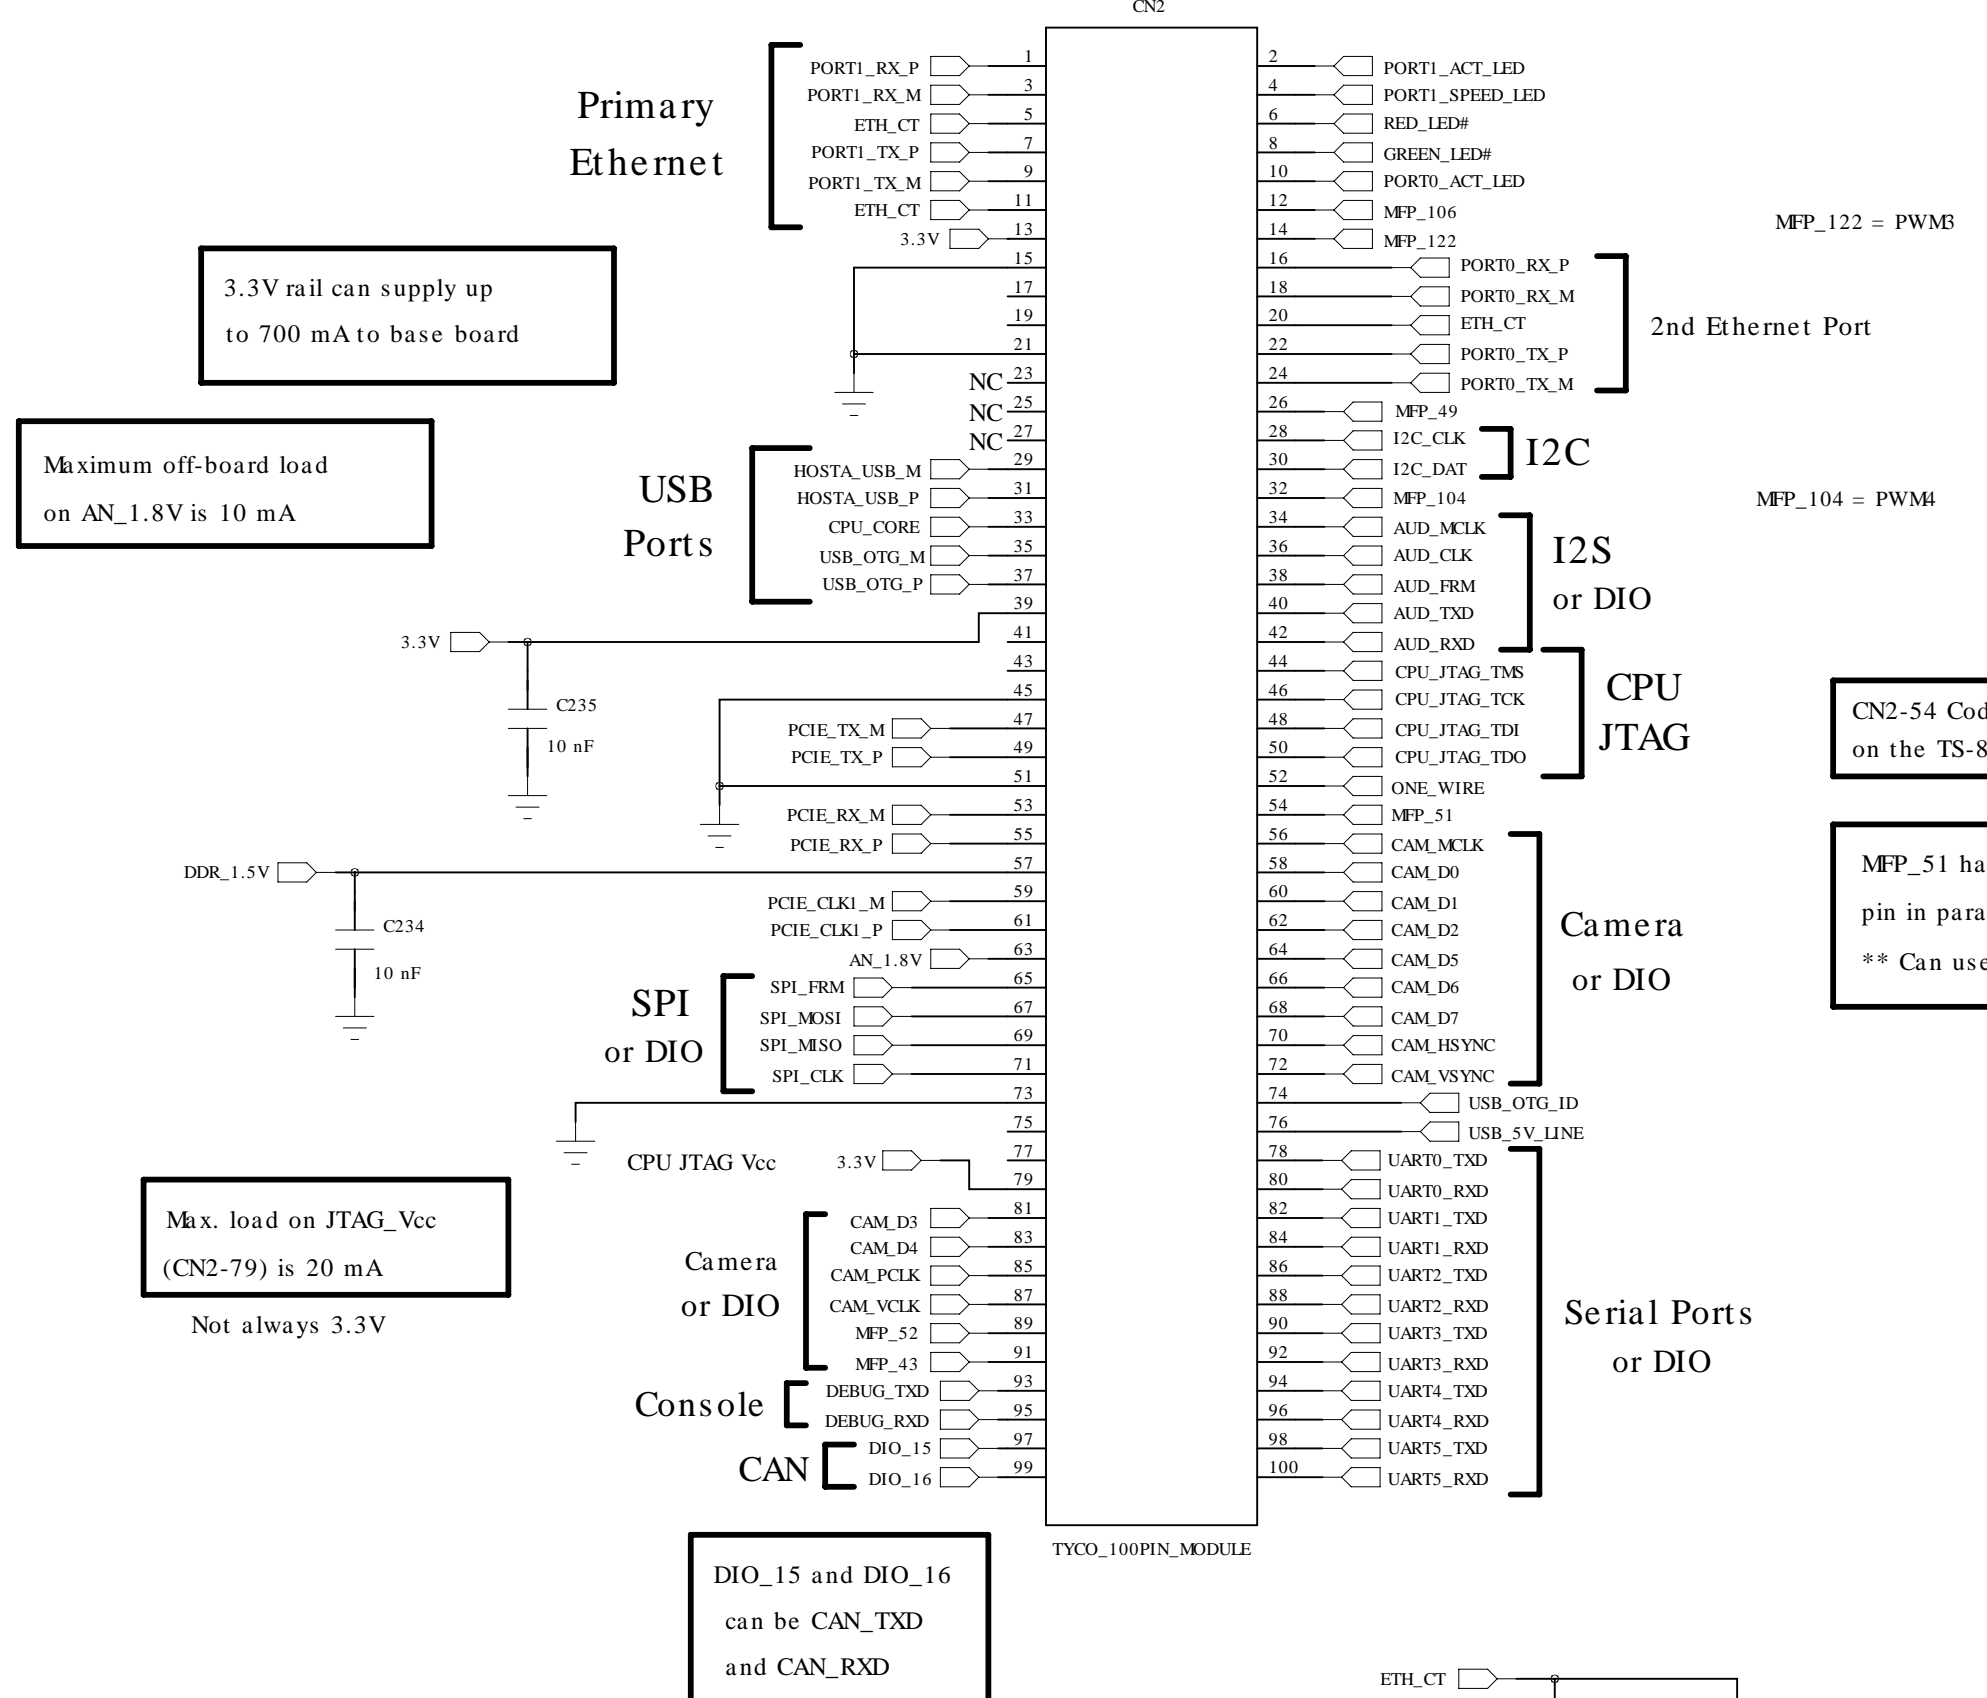 CN2
Primary
Ethernet
PORT1_RX_P 1
PORT1_RX_M 3
ETH_CT 5
PORT1_TX_P 7
PORT1_TX_M 9
ETH_CT 11
3.3V 13
15
17
19
21
NC 23
NC 25
NC 27
3.3V rail can supply up
to 700 mA to base board
Maximum off-board load
on AN_1.8V is 10 mA
USB
Ports
HOSTA_USB_M 29
HOSTA_USB_P 31
CPU_CORE 33
USB_OTG_M 35
USB_OTG_P 37
39
3.3V 41
43
45
C235
10 nF
PCIE_TX_M 47
PCIE_TX_P 49
51
PCIE_RX_M 53
PCIE_RX_P 55
DDR_1.5V 57
C234
10 nF
PCIE_CLK1_M 59
PCIE_CLK1_P 61
AN_1.8V 63
SPI
or DIO
SPI_FRM 65
SPI_MOSI 67
SPI_MISO 69
SPI_CLK 71
73
75
77
CPU JTAG Vcc 3.3V 79
Max. load on JTAG_Vcc
(CN2-79) is 20 mA
Not always 3.3V
Camera
or DIO
CAM_D3 81
CAM_D4 83
CAM_PCLK 85
CAM_VCLK 87
MFP_52 89
MFP_43 91
Console
DEBUG_TXD 93
DEBUG_RXD 95
CAN
DIO_15 97
DIO_16 99
2 PORT1_ACT_LED
4 PORT1_SPEED_LED
6 RED_LED#
8 GREEN_LED#
10 PORT0_ACT_LED
12 MFP_106
14 MFP_122
MFP_122 = PWM3
16 PORT0_RX_P
18 PORT0_RX_M
20 ETH_CT
22 PORT0_TX_P
24 PORT0_TX_M
2nd Ethernet Port
26 MFP_49
28 I2C_CLK
30 I2C_DAT
I2C
32 MFP_104
MFP_104 = PWM4
34 AUD_MCLK
36 AUD_CLK
38 AUD_FRM
40 AUD_TXD
42 AUD_RXD
I2S
or DIO
44 CPU_JTAG_TMS
46 CPU_JTAG_TCK
48 CPU_JTAG_TDI
50 CPU_JTAG_TDO
CPU
JTAG
52 ONE_WIRE
54 MFP_51
CN2-54 Cod
on the TS-8
MFP_51 ha
pin in para
** Can use
56 CAM_MCLK
58 CAM_D0
60 CAM_D1
62 CAM_D2
64 CAM_D5
66 CAM_D6
68 CAM_D7
70 CAM_HSYNC
72 CAM_VSYNC
Camera
or DIO
74 USB_OTG_ID
76 USB_5V_LINE
78 UART0_TXD
80 UART0_RXD
82 UART1_TXD
84 UART1_RXD
86 UART2_TXD
88 UART2_RXD
90 UART3_TXD
92 UART3_RXD
94 UART4_TXD
96 UART4_RXD
98 UART5_TXD
100 UART5_RXD
Serial Ports
or DIO
TYCO_100PIN_MODULE
DIO_15 and DIO_16
can be CAN_TXD
and CAN_RXD
ETH_CT